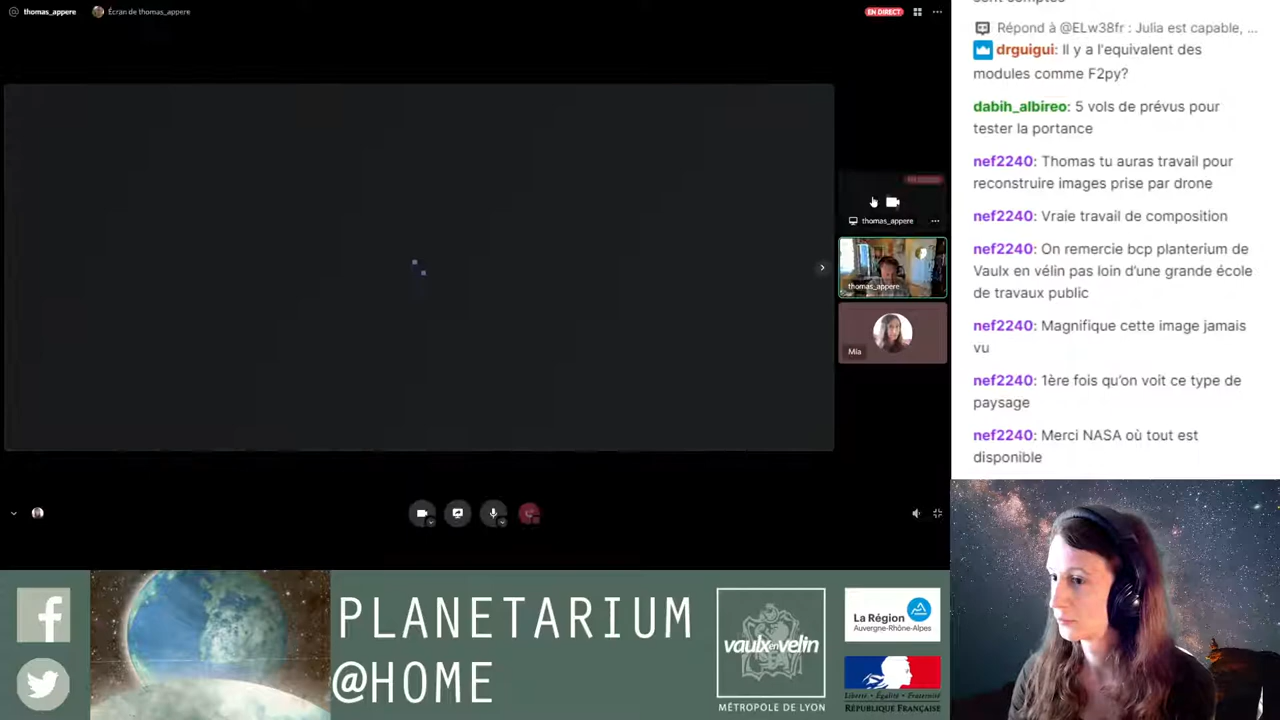 thomas_appere
Écran de thomas_appere
EN DIRECT
thomas_appere
thomas_appere
Mia
Répond à @ELw38fr : Julia est capable, ...
drguigui: Il y a l'equivalent des
modules comme F2py?
dabih_albireo: 5 vols de prévus pour
tester la portance
nef2240: Thomas tu auras travail pour
reconstruire images prise par drone
nef2240: Vraie travail de composition
nef2240: On remercie bcp planterium de
Vaulx en vélin pas loin d'une grande école
de travaux public
nef2240: Magnifique cette image jamais
vu
nef2240: 1ère fois qu'on voit ce type de
paysage
nef2240: Merci NASA où tout est
disponible
PLANETARIUM
@HOME
vaulx en velin
MÉTROPOLE DE LYON
La Région
Auvergne-Rhône-Alpes
Liberté • Égalité • Fraternité
RÉPUBLIQUE FRANÇAISE